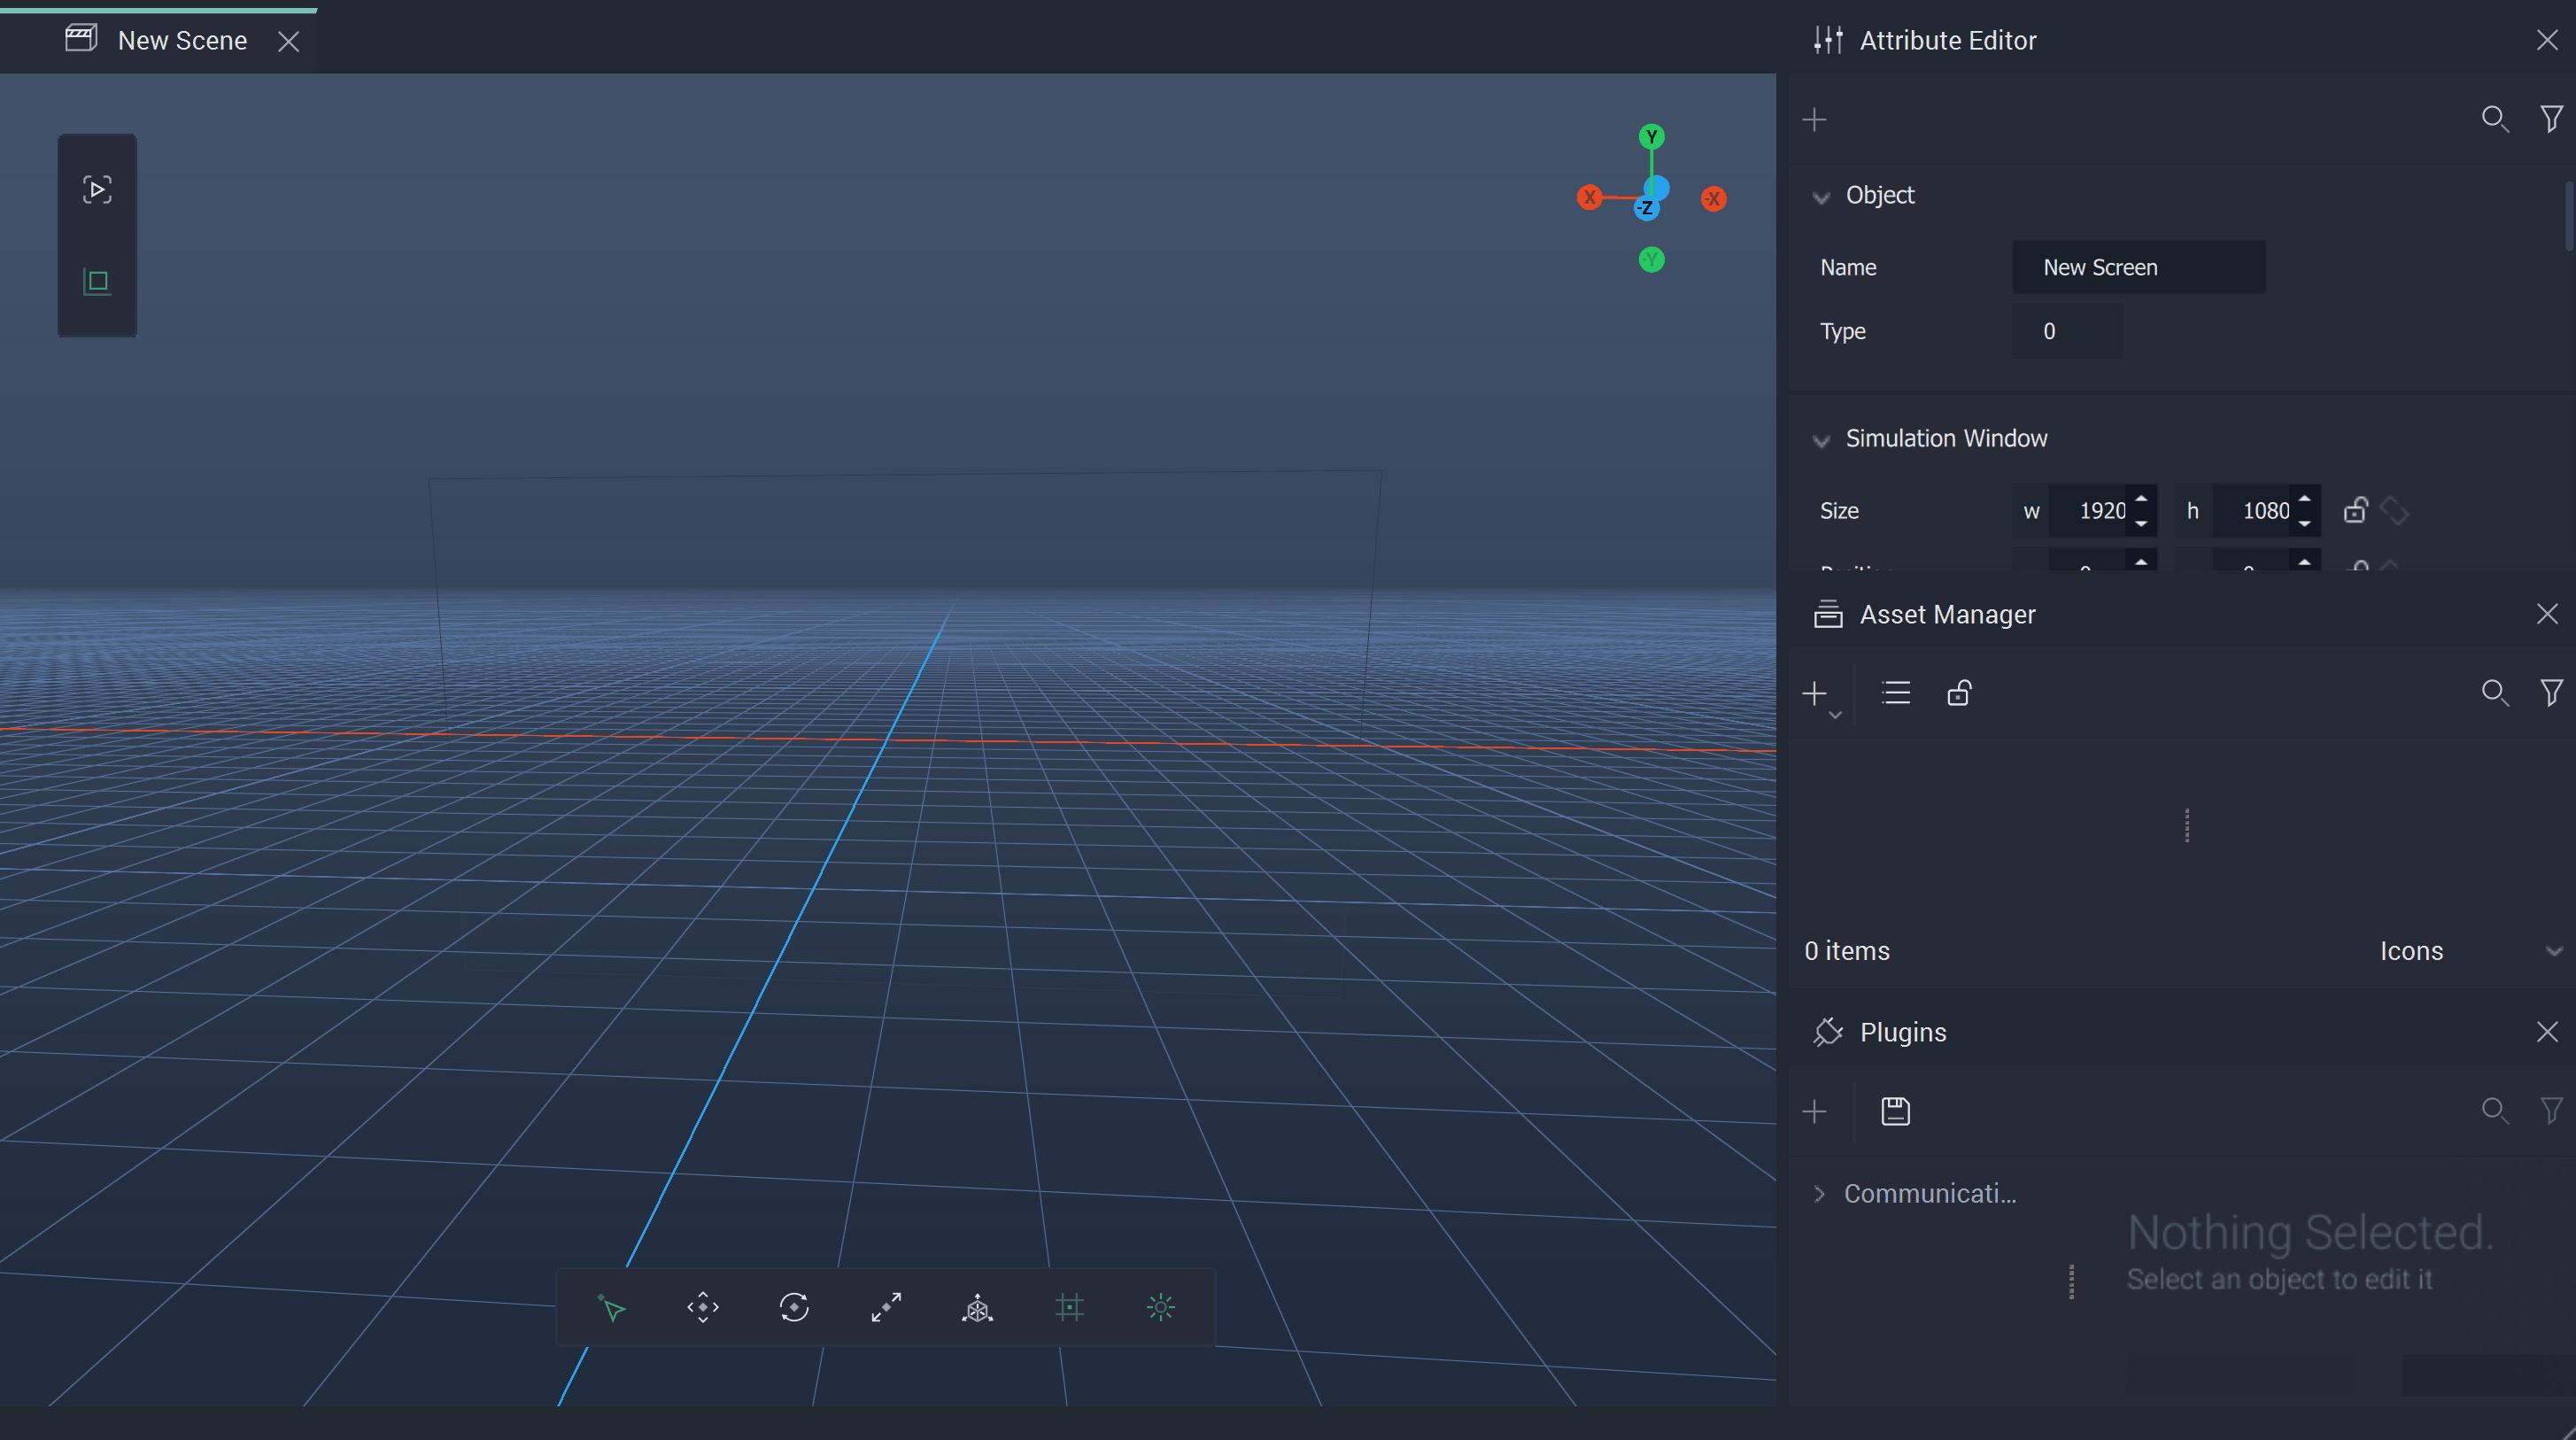 New Scene
Y
X
-Z
-X
-Y
Attribute Editor
Object
Name New Screen
Type 0
Simulation Window
Size w 1920 h 1080
Asset Manager
0 items Icons
Plugins
Communicati...
Nothing Selected.
Select an object to edit it